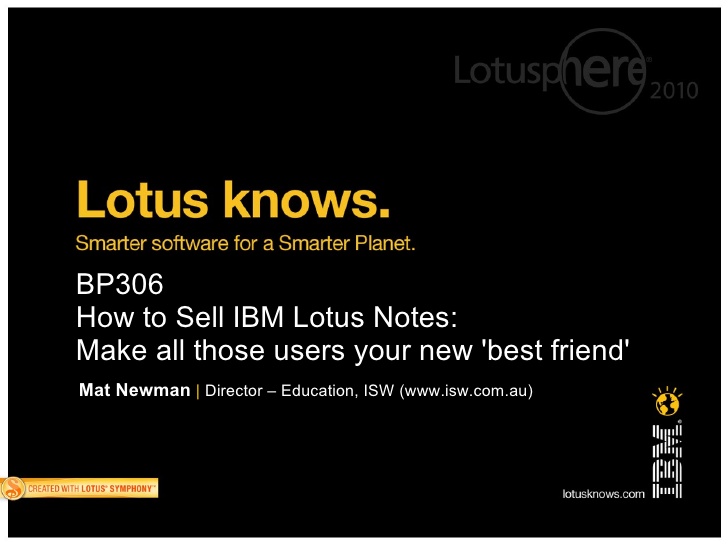 Lotusphere® 2010
Lotus knows.
Smarter software for a Smarter Planet.
BP306
How to Sell IBM Lotus Notes:
Make all those users your new 'best friend'
Mat Newman | Director – Education, ISW (www.isw.com.au)
IBM®
CREATED WITH LOTUS® SYMPHONY™
lotusknows.com